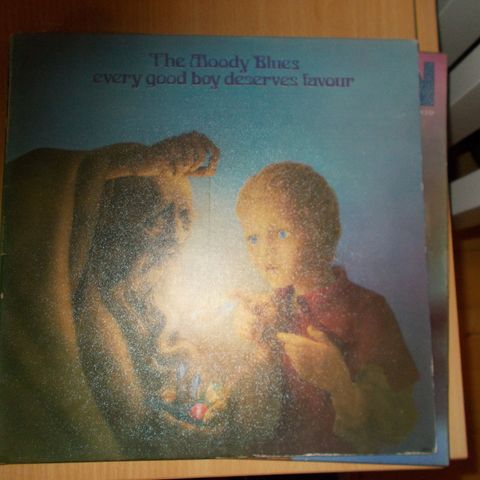 The Moody Blues
every good boy deserves favour